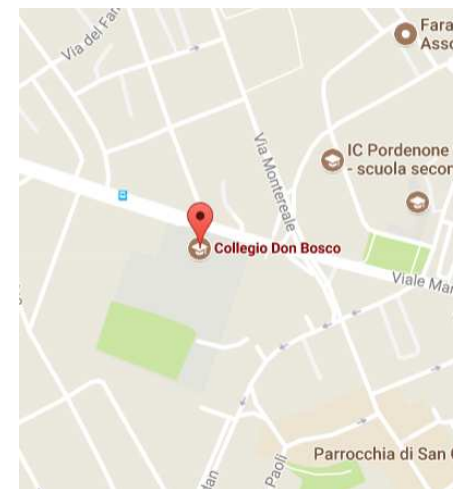 Via del Far
Fara
Asso
Via Montereale
IC Pordenone
- scuola secon
Collegio Don Bosco
Viale Mar
Parrocchia di San
Paoli